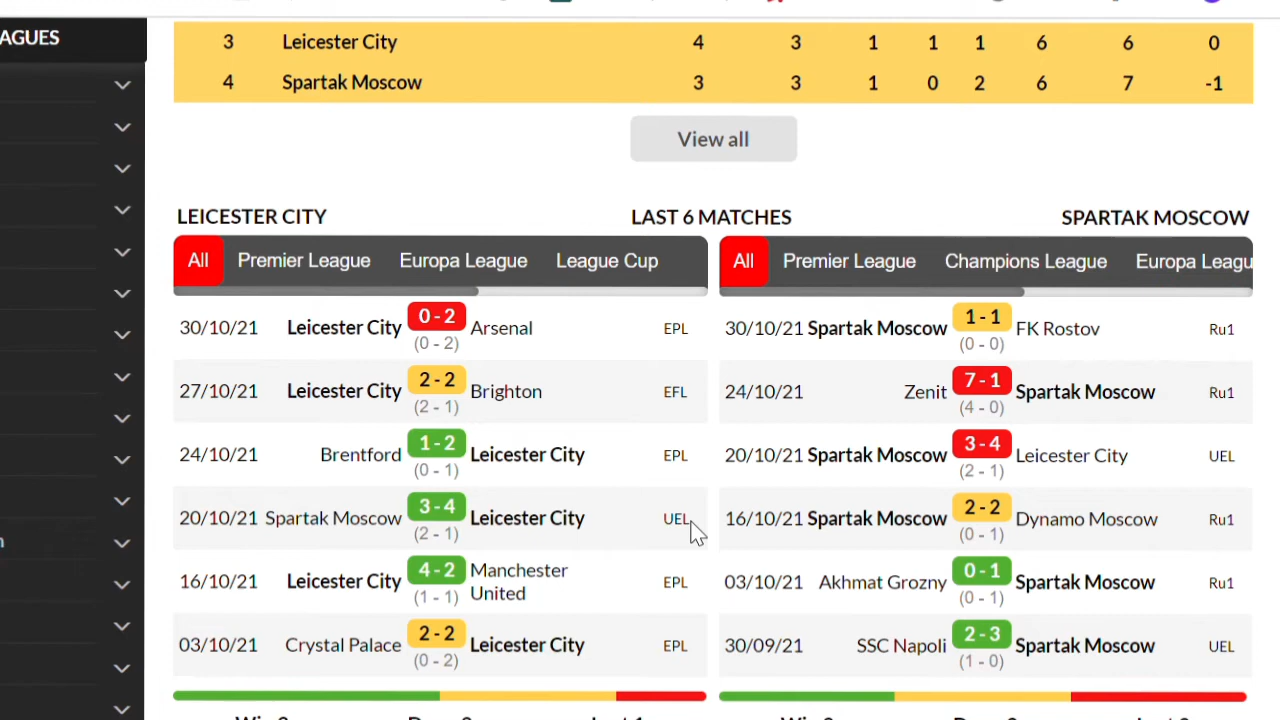 AGUES
3 Leicester City 4 3 1 1 1 6 6 0
4 Spartak Moscow 3 3 1 0 2 6 7 -1
View all
LEICESTER CITY LAST 6 MATCHES SPARTAK MOSCOW
All Premier League Europa League League Cup
All Premier League Champions League Europa Leagu
30/10/21 Leicester City 0 - 2 Arsenal EPL
(0 - 2)
27/10/21 Leicester City 2 - 2 Brighton EFL
(2 - 1)
24/10/21 Brentford 1 - 2 Leicester City EPL
(0 - 1)
20/10/21 Spartak Moscow 3 - 4 Leicester City UEL
(2 - 1)
16/10/21 Leicester City 4 - 2 Manchester United EPL
(1 - 1)
03/10/21 Crystal Palace 2 - 2 Leicester City EPL
(0 - 2)
30/10/21 Spartak Moscow 1 - 1 FK Rostov Ru1
(0 - 0)
24/10/21 Zenit 7 - 1 Spartak Moscow Ru1
(4 - 0)
20/10/21 Spartak Moscow 3 - 4 Leicester City UEL
(2 - 1)
16/10/21 Spartak Moscow 2 - 2 Dynamo Moscow Ru1
(0 - 1)
03/10/21 Akhmat Grozny 0 - 1 Spartak Moscow Ru1
(0 - 1)
30/09/21 SSC Napoli 2 - 3 Spartak Moscow UEL
(1 - 0)